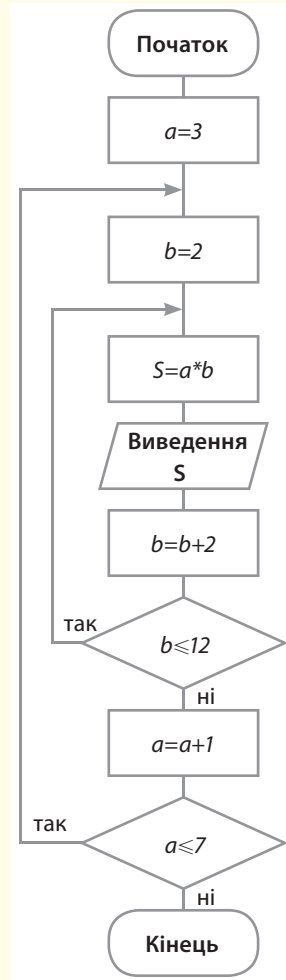 Початок
a=3
b=2
S=a*b
Виведення
S
b=b+2
так
b⩽12
ні
a=a+1
так
a⩽7
ні
Кінець